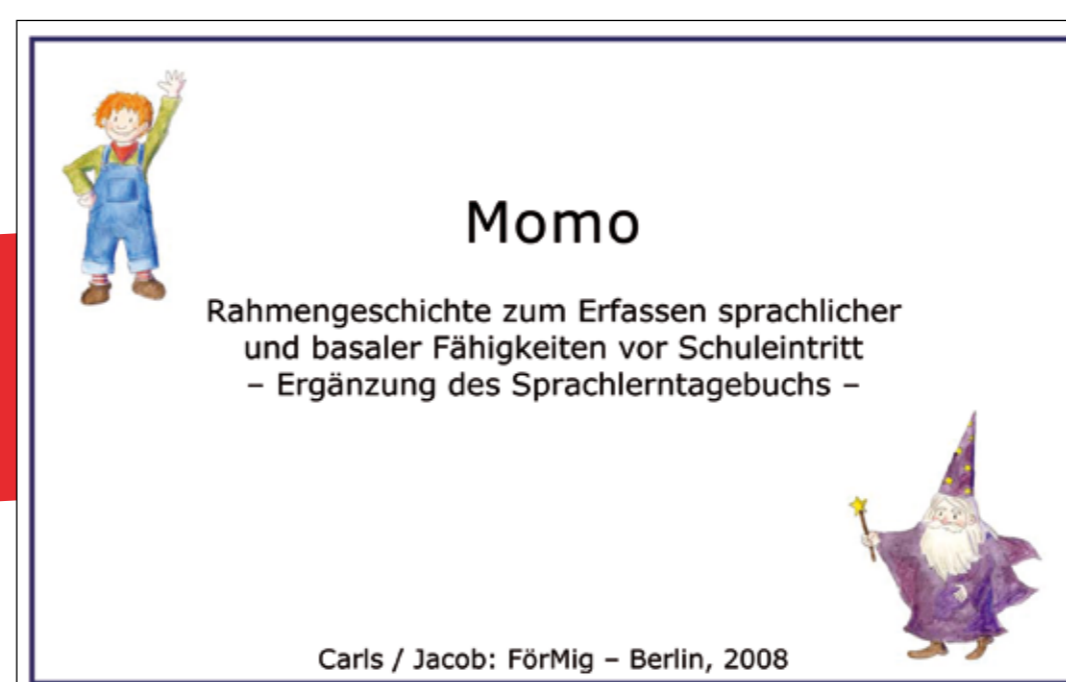 Momo
Rahmengeschichte zum Erfassen sprachlicher
und basaler Fähigkeiten vor Schuleintritt
– Ergänzung des Sprachlerntagebuchs –
Carls / Jacob: FörMig – Berlin, 2008